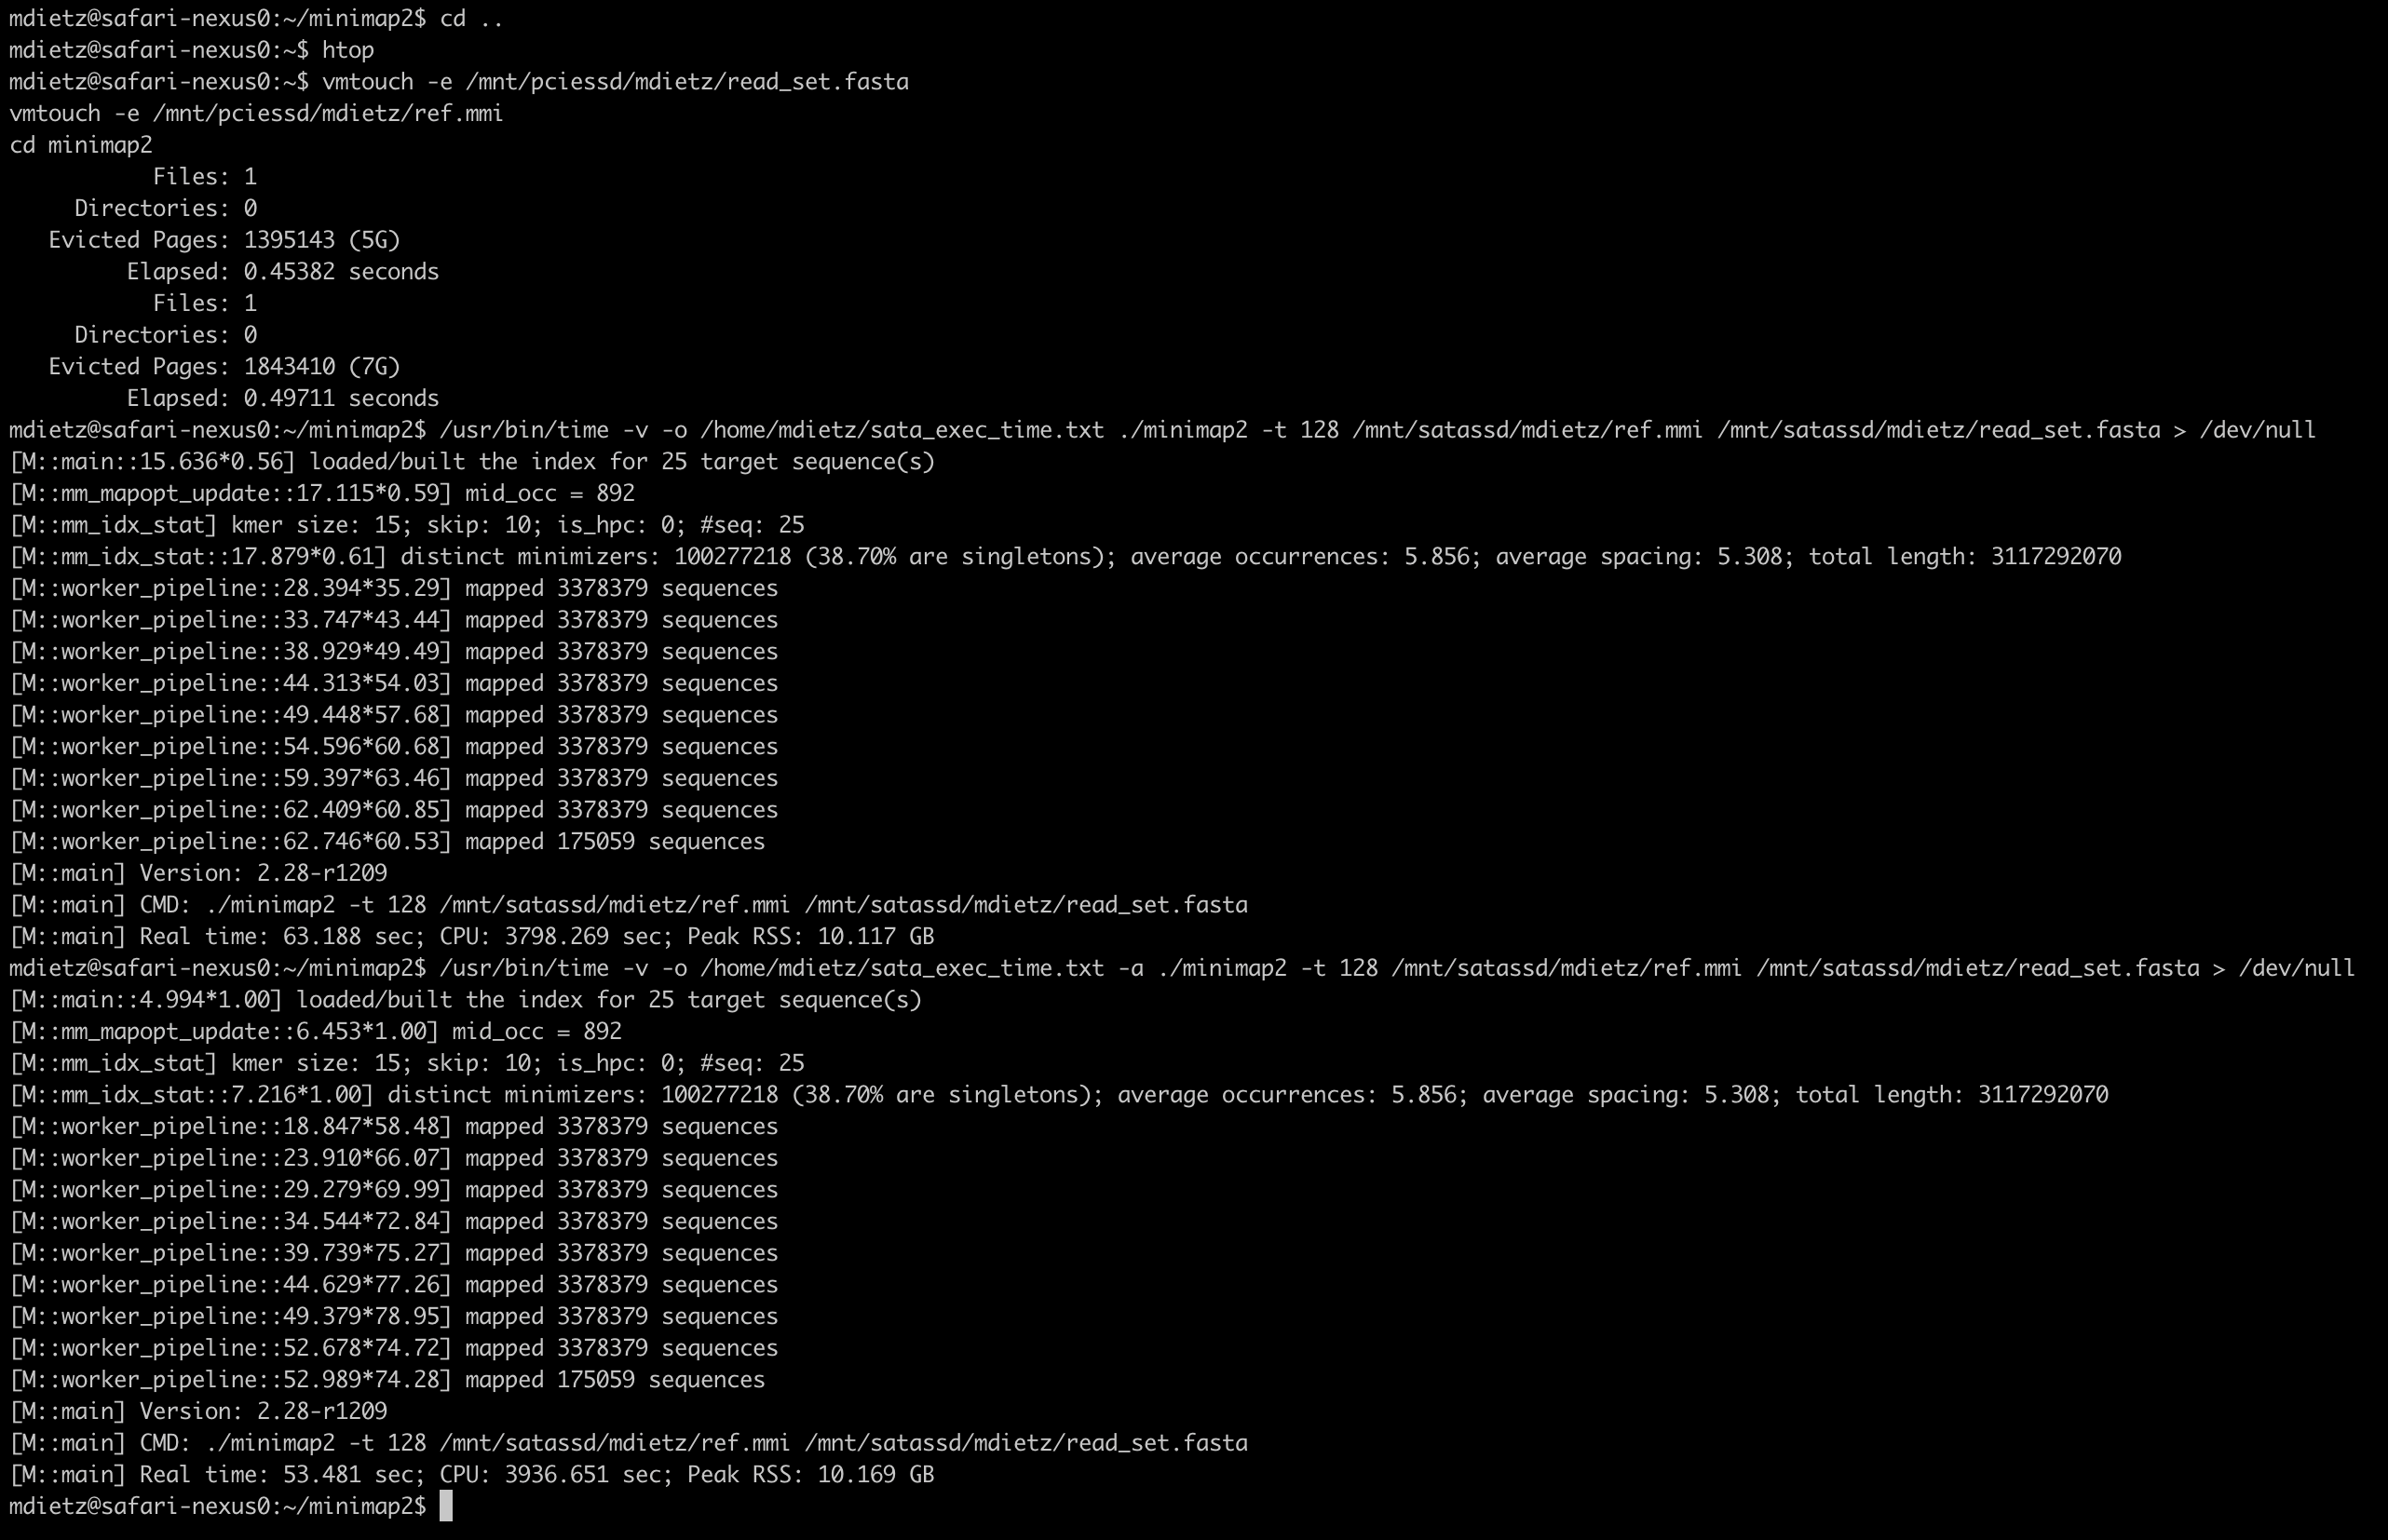 mdietz@safari-nexus0:~/minimap2$ cd ..
mdietz@safari-nexus0:~$ htop
mdietz@safari-nexus0:~$ vmtouch -e /mnt/pciessd/mdietz/read_set.fasta
vmtouch -e /mnt/pciessd/mdietz/ref.mmi
cd minimap2
           Files: 1
     Directories: 0
   Evicted Pages: 1395143 (5G)
         Elapsed: 0.45382 seconds
           Files: 1
     Directories: 0
   Evicted Pages: 1843410 (7G)
         Elapsed: 0.49711 seconds
mdietz@safari-nexus0:~/minimap2$ /usr/bin/time -v -o /home/mdietz/sata_exec_time.txt ./minimap2 -t 128 /mnt/satassd/mdietz/ref.mmi /mnt/satassd/mdietz/read_set.fasta > /dev/null
[M::main::15.636*0.56] loaded/built the index for 25 target sequence(s)
[M::mm_mapopt_update::17.115*0.59] mid_occ = 892
[M::mm_idx_stat] kmer size: 15; skip: 10; is_hpc: 0; #seq: 25
[M::mm_idx_stat::17.879*0.61] distinct minimizers: 100277218 (38.70% are singletons); average occurrences: 5.856; average spacing: 5.308; total length: 3117292070
[M::worker_pipeline::28.394*35.29] mapped 3378379 sequences
[M::worker_pipeline::33.747*43.44] mapped 3378379 sequences
[M::worker_pipeline::38.929*49.49] mapped 3378379 sequences
[M::worker_pipeline::44.313*54.03] mapped 3378379 sequences
[M::worker_pipeline::49.448*57.68] mapped 3378379 sequences
[M::worker_pipeline::54.596*60.68] mapped 3378379 sequences
[M::worker_pipeline::59.397*63.46] mapped 3378379 sequences
[M::worker_pipeline::62.409*60.85] mapped 3378379 sequences
[M::worker_pipeline::62.746*60.53] mapped 175059 sequences
[M::main] Version: 2.28-r1209
[M::main] CMD: ./minimap2 -t 128 /mnt/satassd/mdietz/ref.mmi /mnt/satassd/mdietz/read_set.fasta
[M::main] Real time: 63.188 sec; CPU: 3798.269 sec; Peak RSS: 10.117 GB
mdietz@safari-nexus0:~/minimap2$ /usr/bin/time -v -o /home/mdietz/sata_exec_time.txt -a ./minimap2 -t 128 /mnt/satassd/mdietz/ref.mmi /mnt/satassd/mdietz/read_set.fasta > /dev/null
[M::main::4.994*1.00] loaded/built the index for 25 target sequence(s)
[M::mm_mapopt_update::6.453*1.00] mid_occ = 892
[M::mm_idx_stat] kmer size: 15; skip: 10; is_hpc: 0; #seq: 25
[M::mm_idx_stat::7.216*1.00] distinct minimizers: 100277218 (38.70% are singletons); average occurrences: 5.856; average spacing: 5.308; total length: 3117292070
[M::worker_pipeline::18.847*58.48] mapped 3378379 sequences
[M::worker_pipeline::23.910*66.07] mapped 3378379 sequences
[M::worker_pipeline::29.279*69.99] mapped 3378379 sequences
[M::worker_pipeline::34.544*72.84] mapped 3378379 sequences
[M::worker_pipeline::39.739*75.27] mapped 3378379 sequences
[M::worker_pipeline::44.629*77.26] mapped 3378379 sequences
[M::worker_pipeline::49.379*78.95] mapped 3378379 sequences
[M::worker_pipeline::52.678*74.72] mapped 3378379 sequences
[M::worker_pipeline::52.989*74.28] mapped 175059 sequences
[M::main] Version: 2.28-r1209
[M::main] CMD: ./minimap2 -t 128 /mnt/satassd/mdietz/ref.mmi /mnt/satassd/mdietz/read_set.fasta
[M::main] Real time: 53.481 sec; CPU: 3936.651 sec; Peak RSS: 10.169 GB
mdietz@safari-nexus0:~/minimap2$